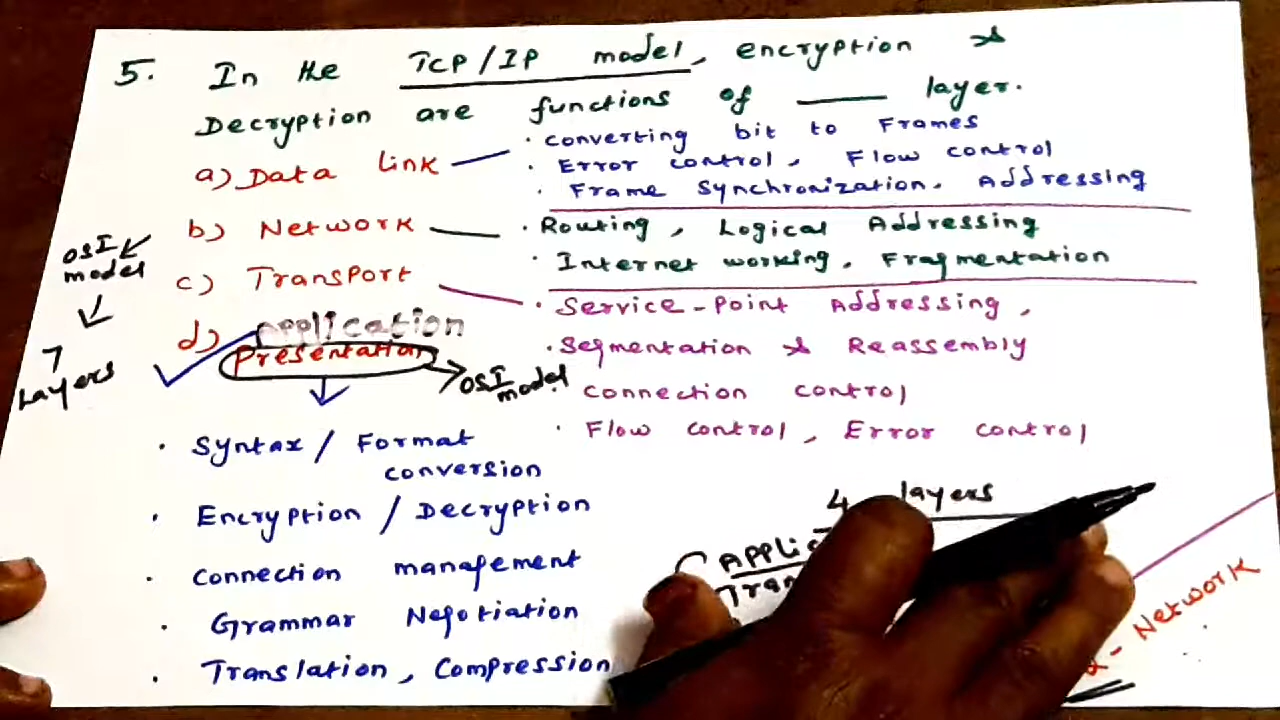 5. In the TCP/IP model, encryption &
Decryption are functions of _____ layer.
a) Data Link
· converting bit to Frames
· Error control, Flow control
· Frame Synchronization. Addressing
b) Network
· Routing, Logical Addressing
· Internet working. Fragmentation
c) Transport
· Service-Point Addressing,
· Segmentation & Reassembly
connection control
· Flow control, Error control
d) Application
Presentation
OSI model
OSI
model
7
Layers
· Syntax / Format
conversion
· Encryption / Decryption
· connection management
· Grammar Negotiation
· Translation, Compression
4 layers
- Network